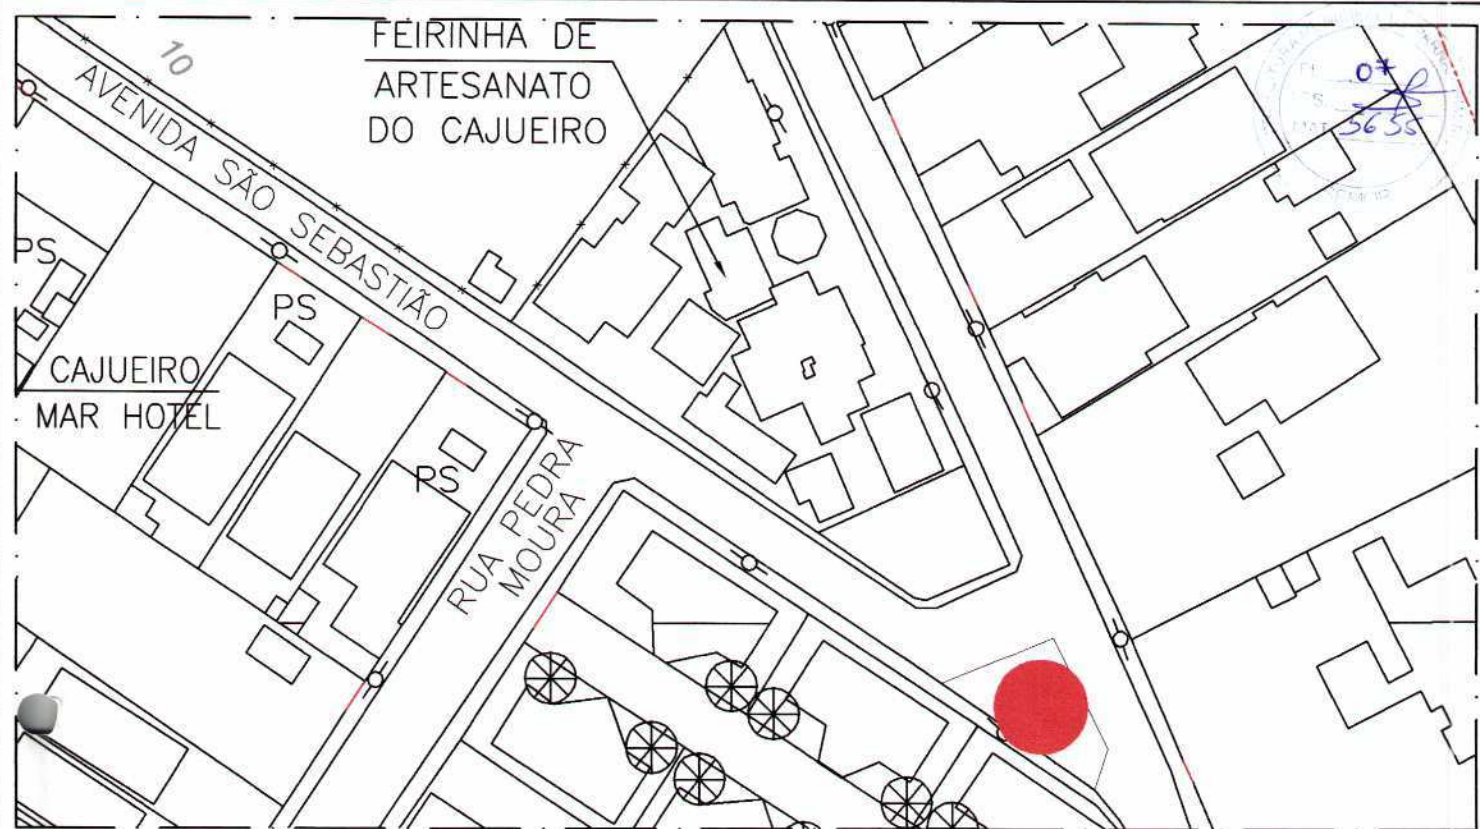 10
FEIRINHA DE
ARTESANATO
DO CAJUEIRO
AVENIDA SÃO SEBASTIÃO
PS
PS
CAJUEIRO
MAR HOTEL
PS
RUA PEDRA
MOURA
07
5655